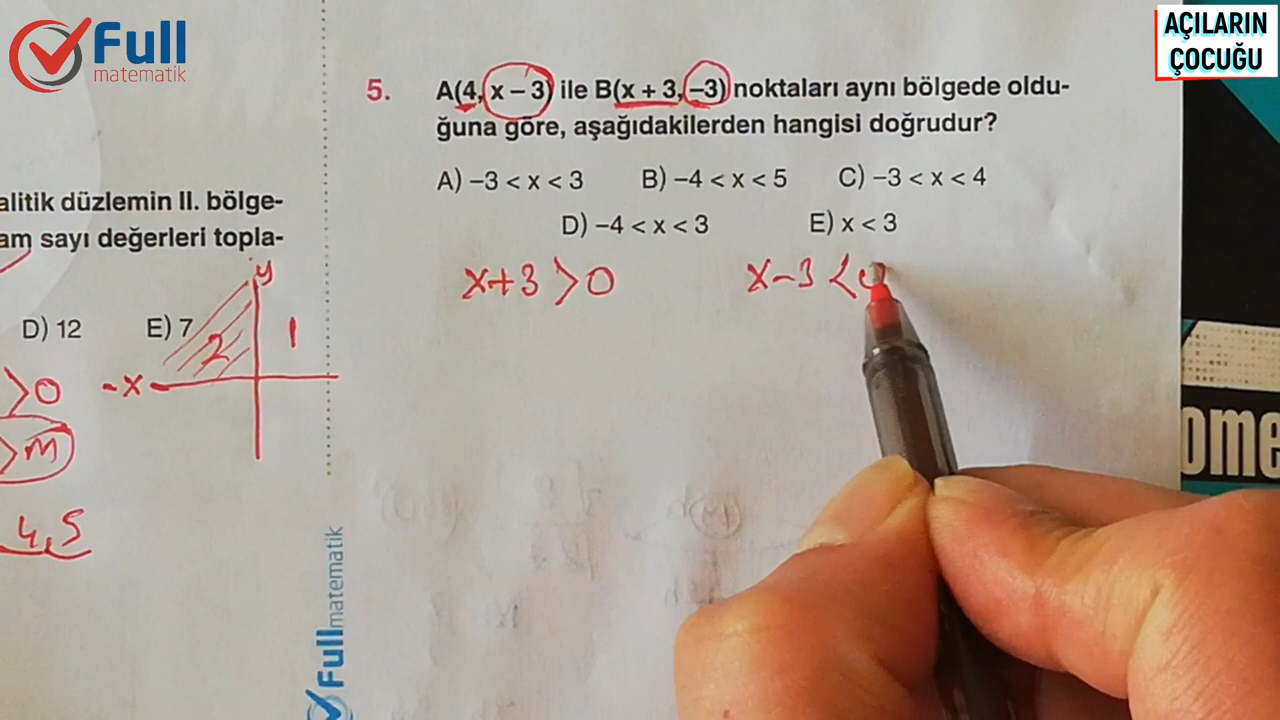 Full
matematik
AÇILARIN
ÇOCUĞU
5. A(4, x – 3) ile B(x + 3, –3) noktaları aynı bölgede oldu-
ğuna göre, aşağıdakilerden hangisi doğrudur?
A) –3 < x < 3 B) –4 < x < 5 C) –3 < x < 4
D) –4 < x < 3 E) x < 3
x+3 >0 x–3 <0
alitik düzlemin II. bölge-
am sayı değerleri topla-
D) 12 E) 7
y
2 1
-x
>0
>m
4,5
Fullmatematik
ome